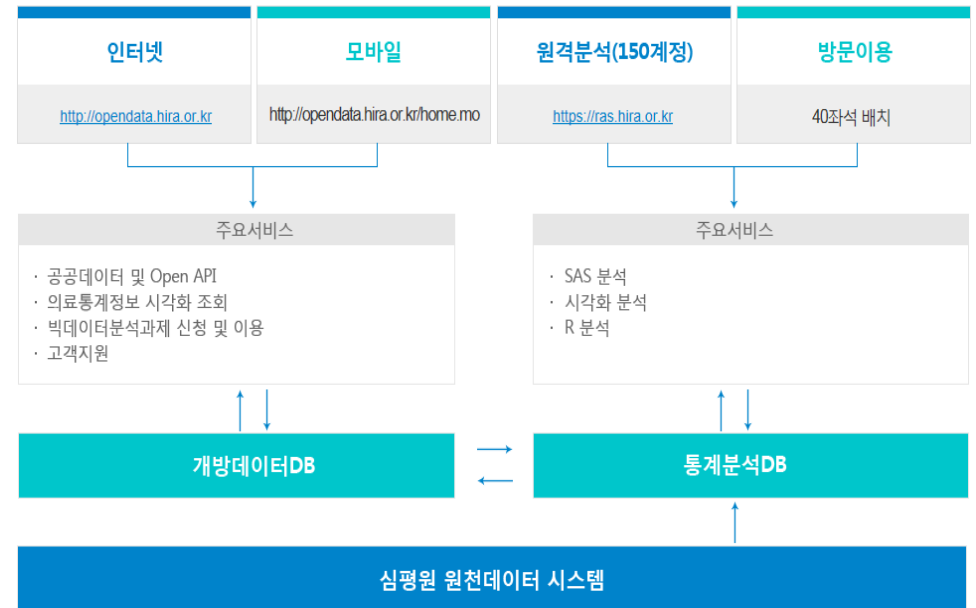 인터넷
모바일
원격분석(150계정)
방문이용
http://opendata.hira.or.kr
http://opendata.hira.or.kr/home.mo
https://ras.hira.or.kr
40좌석 배치
주요서비스
· 공공데이터 및 Open API
· 의료통계정보 시각화 조회
· 빅데이터분석과제 신청 및 이용
· 고객지원
주요서비스
· SAS 분석
· 시각화 분석
· R 분석
개방데이터DB
통계분석DB
심평원 원천데이터 시스템